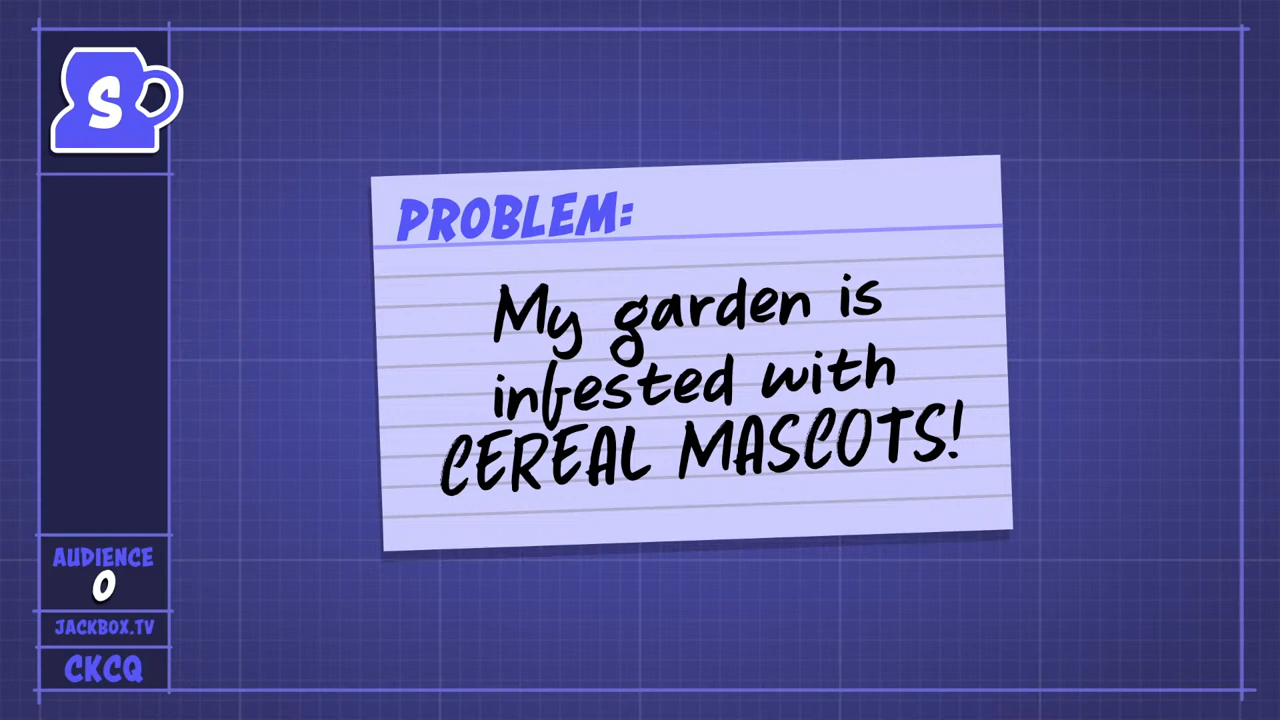 S
PROBLEM:
My garden is
infested with
CEREAL MASCOTS!
AUDIENCE
0
JACKBOX.TV
CKCQ